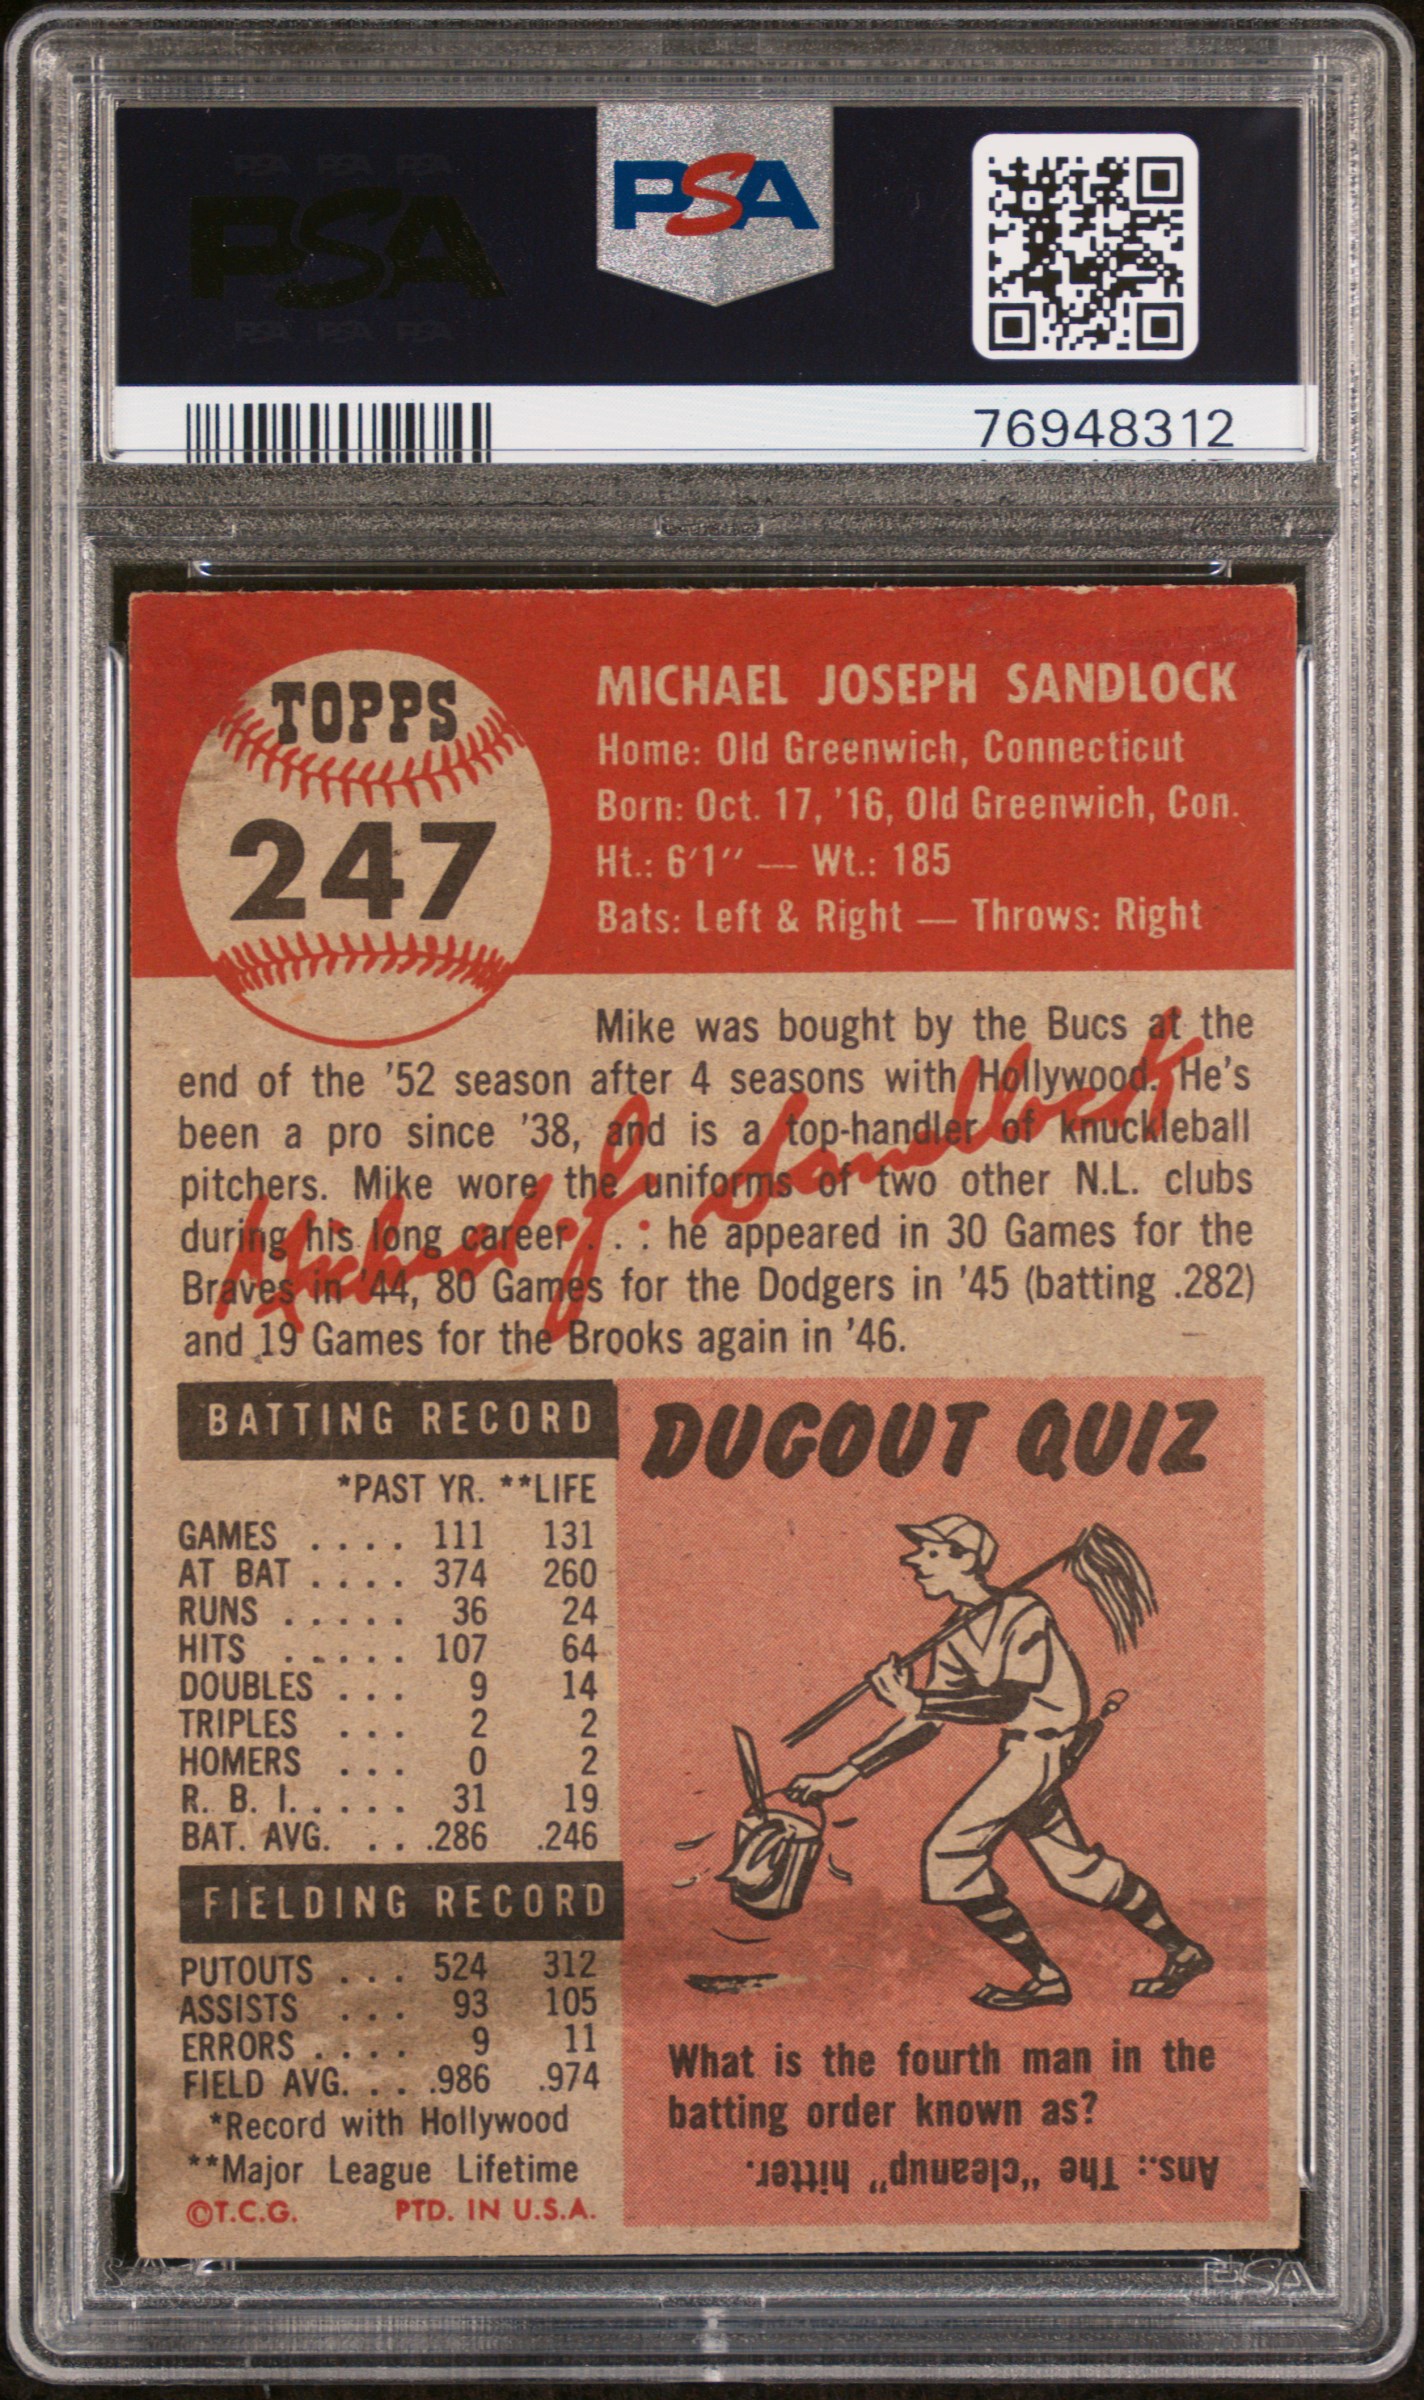 PSA PSA PSA
PSA
PSA PSA PSA
PSA
76948312
TOPPS
247
MICHAEL JOSEPH SANDLOCK
Home: Old Greenwich, Connecticut
Born: Oct. 17, '16, Old Greenwich, Con.
Ht.: 6'1" — Wt.: 185
Bats: Left & Right — Throws: Right
Mike was bought by the Bucs at the
end of the '52 season after 4 seasons with Hollywood. He's
been a pro since '38, and is a top-handler of knuckleball
pitchers. Mike wore the uniforms of two other N.L. clubs
during his long career . . . he appeared in 30 Games for the
Braves in '44, 80 Games for the Dodgers in '45 (batting .282)
and 19 Games for the Brooks again in '46.
Michael J. Sandlock
BATTING RECORD
*PAST YR. **LIFE
GAMES . . . . 111 131
AT BAT . . . . 374 260
RUNS . . . . . 36 24
HITS . . . . . 107 64
DOUBLES . . . 9 14
TRIPLES . . . 2 2
HOMERS . . . 0 2
R. B. I. . . . . 31 19
BAT. AVG. . . . .286 .246
FIELDING RECORD
PUTOUTS . . . 524 312
ASSISTS . . . 93 105
ERRORS . . . . 9 11
FIELD AVG. . . .986 .974
*Record with Hollywood
**Major League Lifetime
©T.C.G. PTD. IN U.S.A.
DUGOUT QUIZ
What is the fourth man in the
batting order known as?
Ans.: The "cleanup" hitter.
PSA